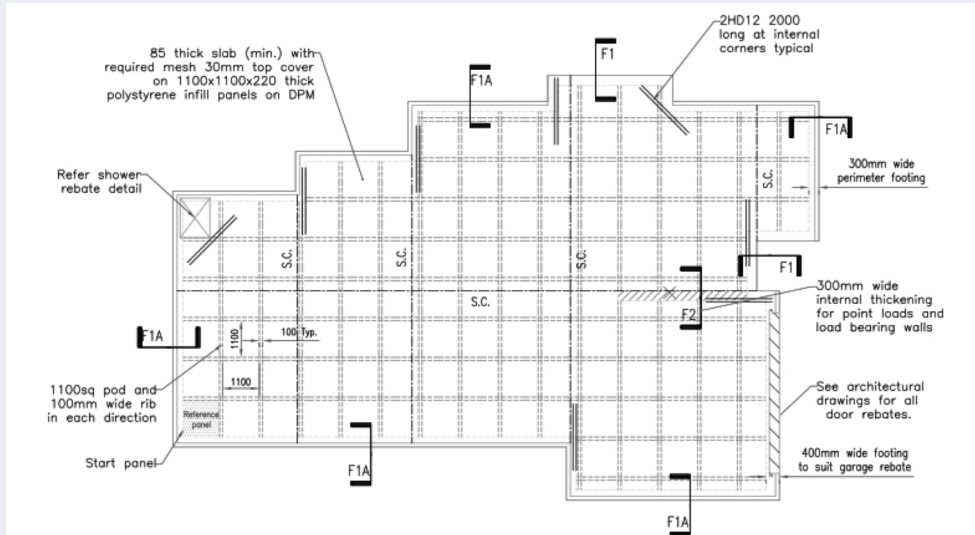 2HD12 2000
long at internal
corners typical
85 thick slab (min.) with
required mesh 30mm top cover
on 1100x1100x220 thick
polystyrene infill panels on DPM
F1
F1A
F1A
Refer shower
rebate detail
S.C.
300mm wide
perimeter footing
S.C.
S.C.
S.C.
F1
S.C.
300mm wide
internal thickening
for point loads and
load bearing walls
F2
F1A
1100
100 Typ.
1100
1100sq pod and
100mm wide rib
in each direction
See architectural
drawings for all
door rebates.
Reference
panel
Start panel
F1A
400mm wide footing
to suit garage rebate
F1A